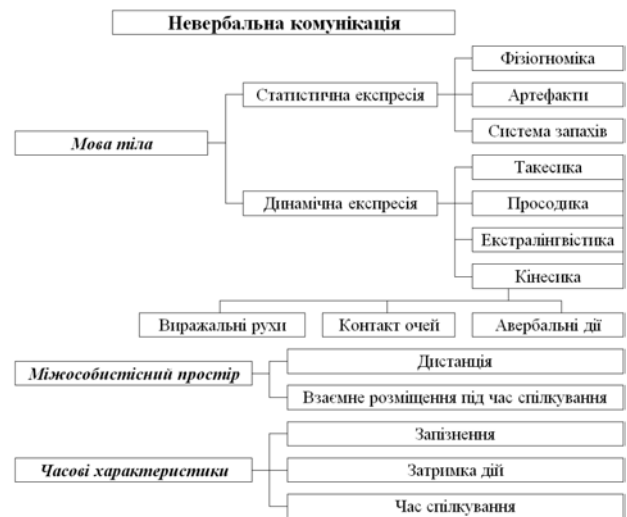 Невербальна комунікація
Фізіогноміка
Статистична експресія
Артефакти
Система запахів
Мова тіла
Такесика
Динамічна експресія
Просодика
Екстралінгвістика
Кінесика
Виражальні рухи
Контакт очей
Авербальні дії
Міжособистісний простір
Дистанція
Взаємне розміщення під час спілкування
Запізнення
Часові характеристики
Затримка дій
Час спілкування